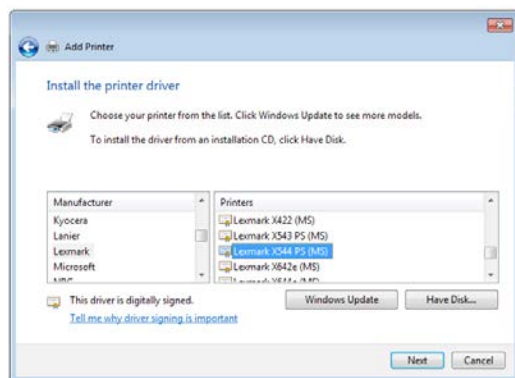 Add Printer
Install the printer driver
Choose your printer from the list. Click Windows Update to see more models.
To install the driver from an installation CD, click Have Disk.
Manufacturer
Kyocera
Lanier
Lexmark
Microsoft
Printers
Lexmark X422 (MS)
Lexmark X543 PS (MS)
Lexmark X544 PS (MS)
Lexmark X642e (MS)
This driver is digitally signed.
Tell me why driver signing is important
Windows Update
Have Disk...
Next
Cancel